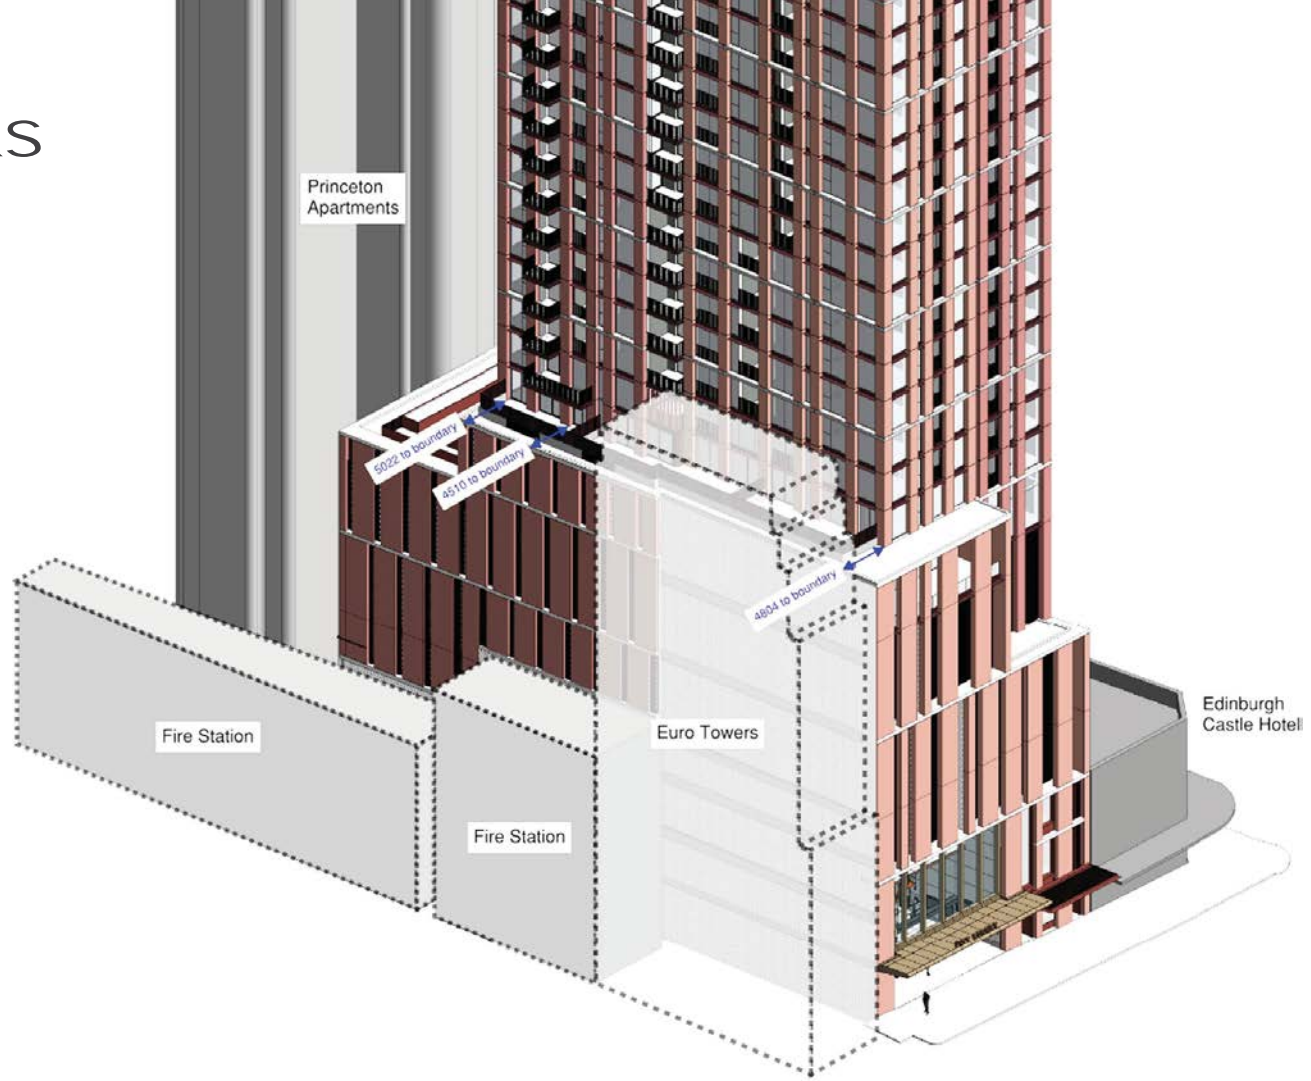 Princeton
Apartments
5022 to boundary
4510 to boundary
4804 to boundary
Edinburgh
Castle Hotel
Fire Station
Euro Towers
Fire Station